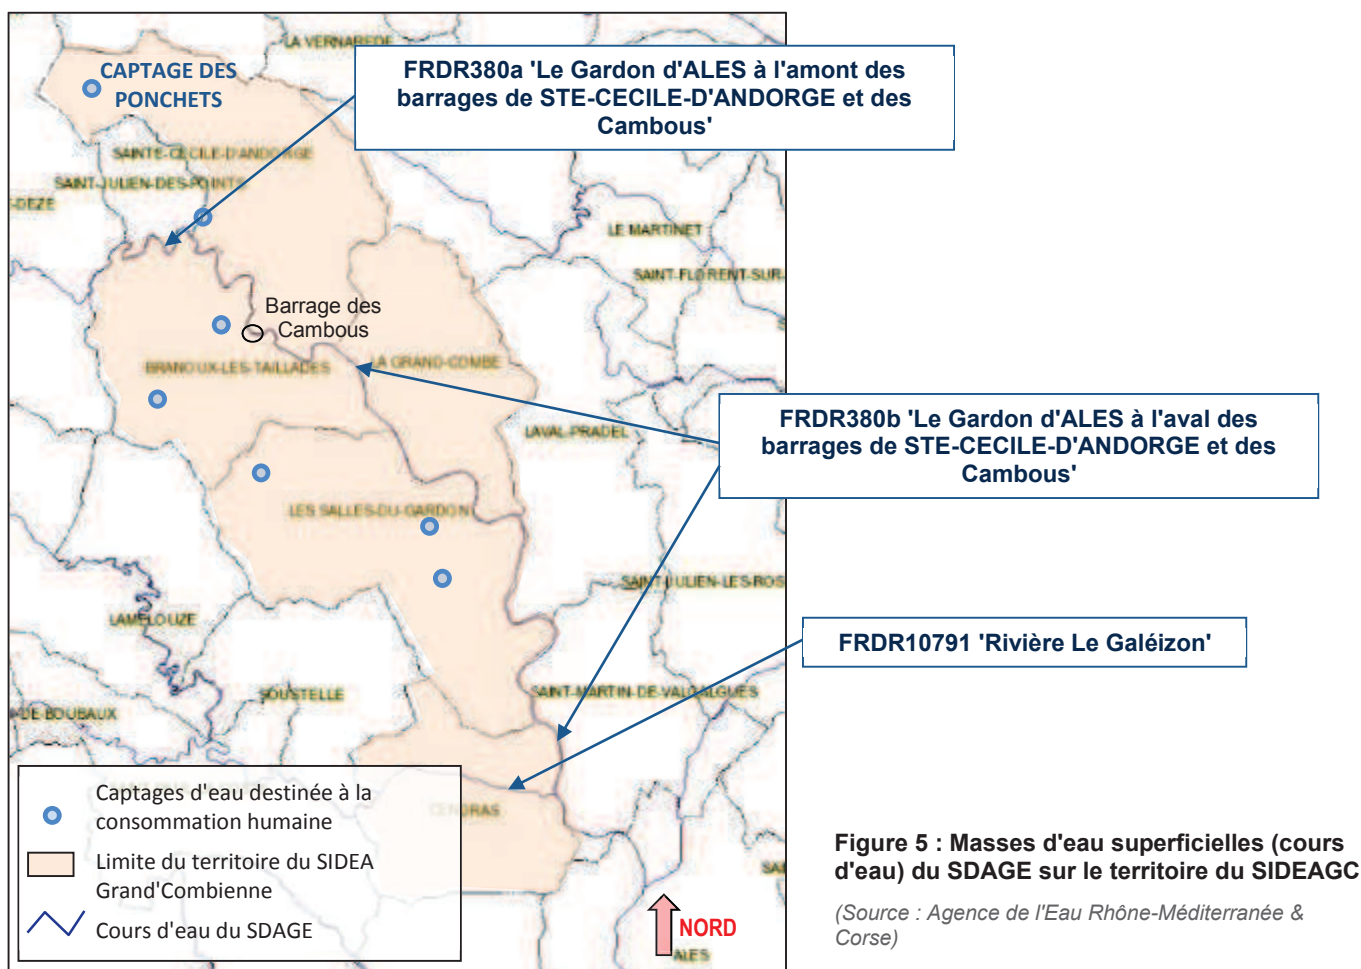 LA VERNAREDE
CAPTAGE DES
PONCHETS
FRDR380a 'Le Gardon d'ALES à l'amont des
barrages de STE-CECILE-D'ANDORGE et des
Cambous'
SAINTE-CECILE-D'ANDORGE
SAINT-JULIEN-DES-POINTS
-DEZE
LE MARTINET
SAINT-FLORENT-SUR-
Barrage des
Cambous
BRANOUX-LES-TAILLADES
LA GRAND-COMBE
FRDR380b 'Le Gardon d'ALES à l'aval des
barrages de STE-CECILE-D'ANDORGE et des
Cambous'
LAVAL-PRADEL
LES SALLES-DU-GARDON
SAINT-JULIEN-LES-ROS
LAMELOUZE
FRDR10791 'Rivière Le Galéizon'
SOUSTELLE
SAINT-MARTIN-DE-VALGALGUES
-DE-BOUBAUX
CENDRAS
Captages d'eau destinée à la
consommation humaine
Limite du territoire du SIDEA
Grand'Combienne
Cours d'eau du SDAGE
NORD
ALES
Figure 5 : Masses d'eau superficielles (cours
d'eau) du SDAGE sur le territoire du SIDEAGC
(Source : Agence de l'Eau Rhône-Méditerranée &
Corse)